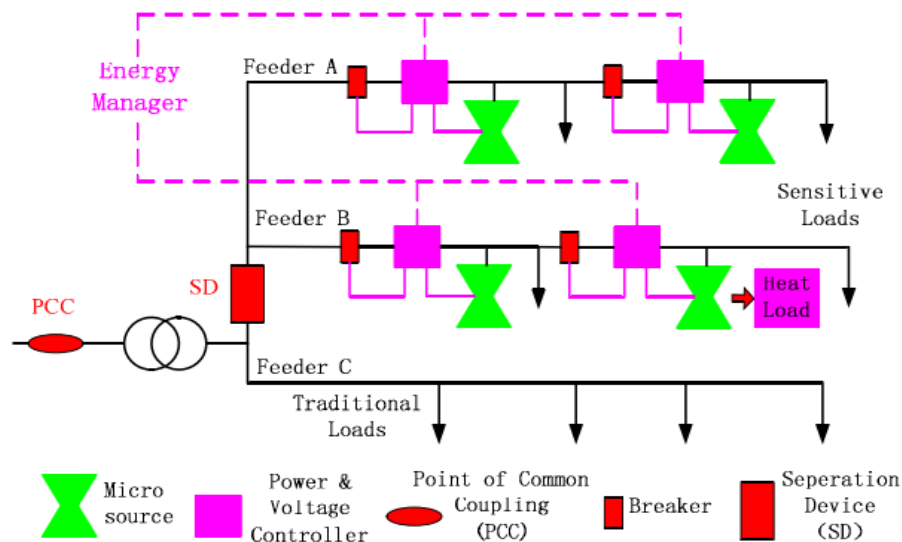 Energy
Manager
Feeder A
Sensitive
Loads
Feeder B
SD
Heat
Load
PCC
Feeder C
Traditional
Loads
Micro
source
Power &
Voltage
Controller
Point of Common
Coupling
(PCC)
Breaker
Seperation
Device
(SD)